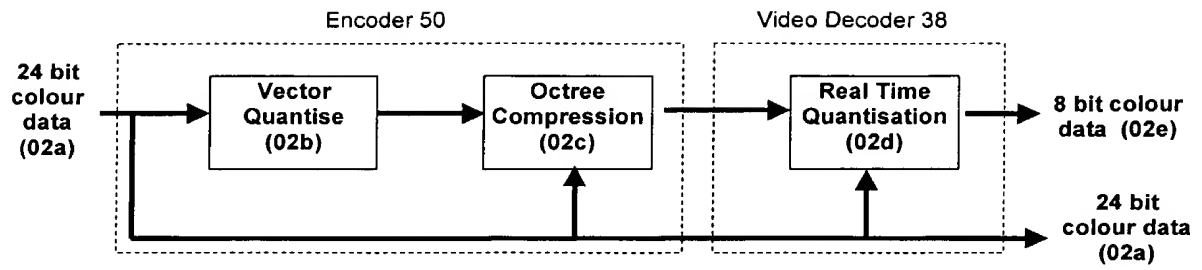 Encoder 50
Video Decoder 38
24 bit
colour
data
(02a)
Vector
Quantise
(02b)
Octree
Compression
(02c)
Real Time
Quantisation
(02d)
8 bit colour
data (02e)
24 bit
colour data
(02a)